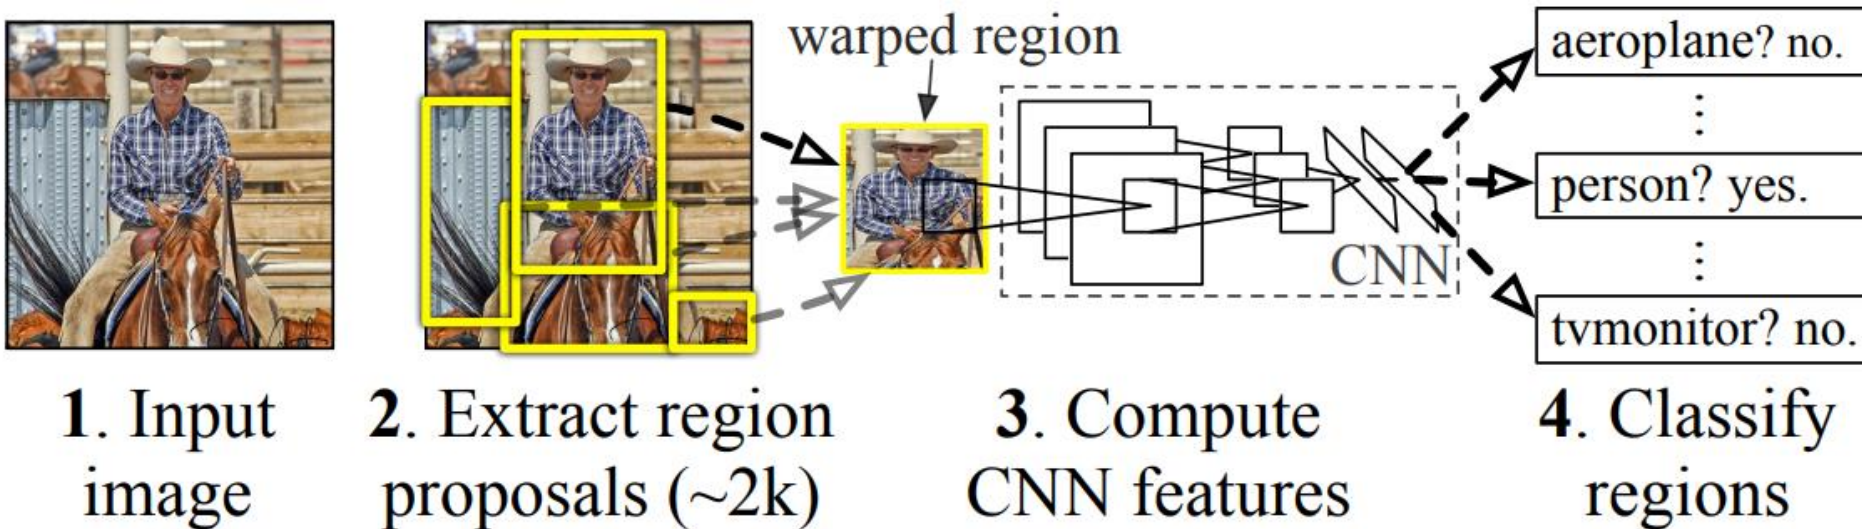 warped region
aeroplane? no.
⋮
person? yes.
⋮
tvmonitor? no.
CNN
1. Input
image
2. Extract region
proposals (~2k)
3. Compute
CNN features
4. Classify
regions